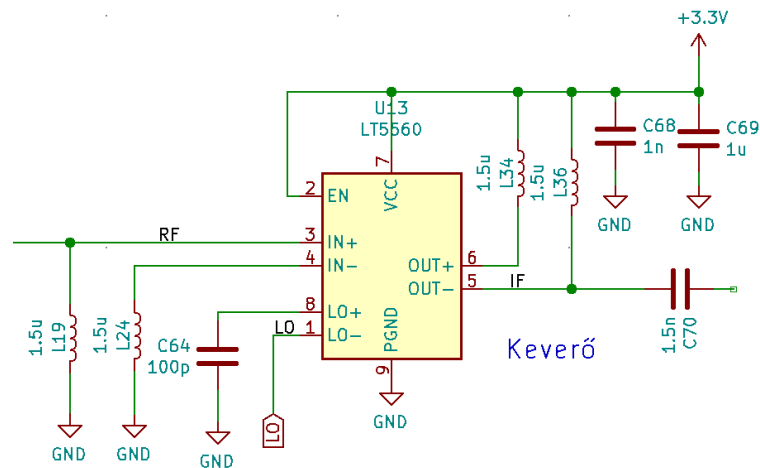 +3.3V
U13
LT5560
C68
1n
C69
1u
7
VCC
1.5u
L34
1.5u
L36
2
EN
GND
GND
RF
3
IN+
4
IN-
OUT+
6
OUT-
5
IF
8
LO+
LO
1
LO-
PGND
9
1.5u
L19
1.5u
L24
C64
100p
1.5n
C70
Keverő
GND
LO
GND
GND
GND